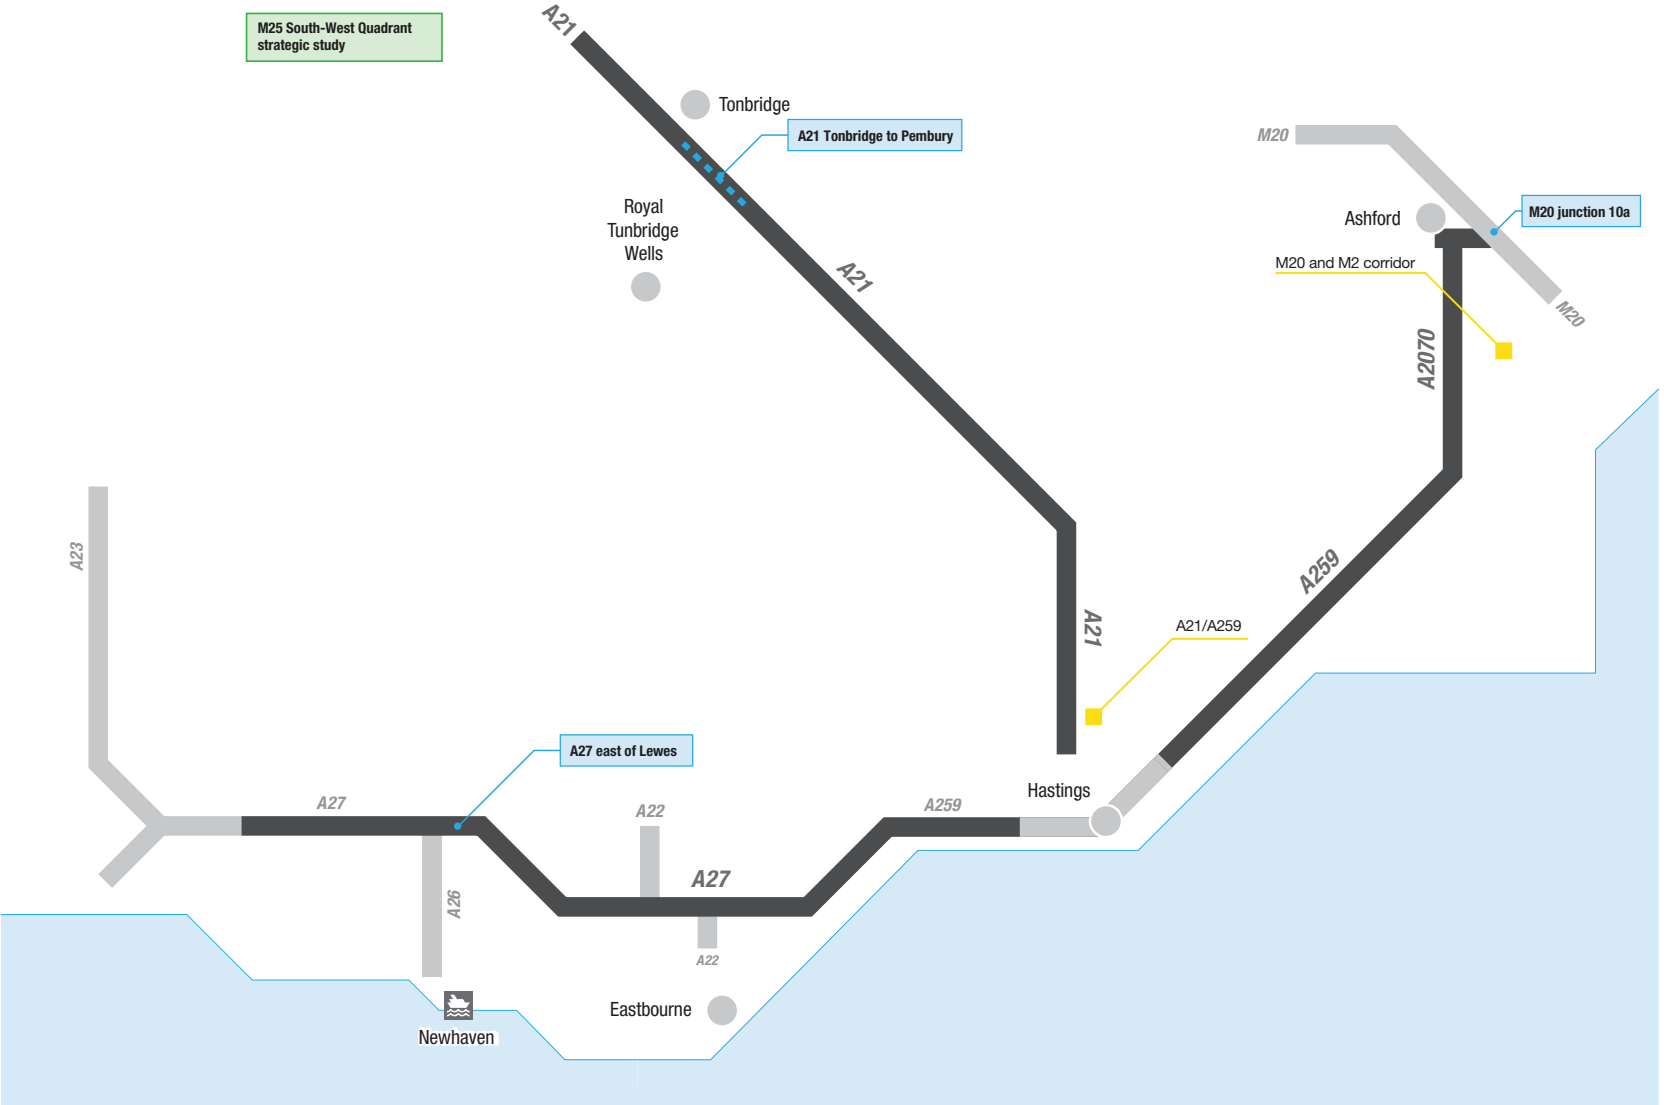 M25 South-West Quadrant
strategic study
A21
Tonbridge
A21 Tonbridge to Pembury
M20
Royal
Tunbridge
Wells
Ashford
M20 junction 10a
M20 and M2 corridor
A21
M20
A2070
A23
A259
A21
A21/A259
A27 east of Lewes
Hastings
A27
A22
A259
A27
A26
A22
Eastbourne
Newhaven